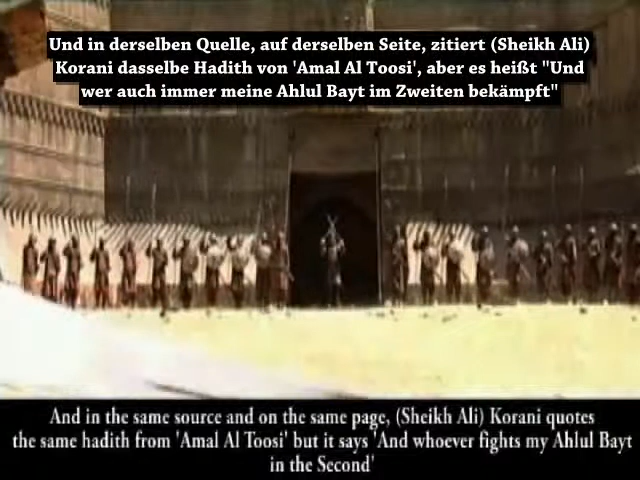 Und in derselben Quelle, auf derselben Seite, zitiert (Sheikh Ali)
Korani dasselbe Hadith von 'Amal Al Toosi', aber es heißt "Und
wer auch immer meine Ahlul Bayt im Zweiten bekämpft"
And in the same source and on the same page, (Sheikh Ali) Korani quotes
the same hadith from 'Amal Al Toosi' but it says 'And whoever fights my Ahlul Bayt
in the Second'